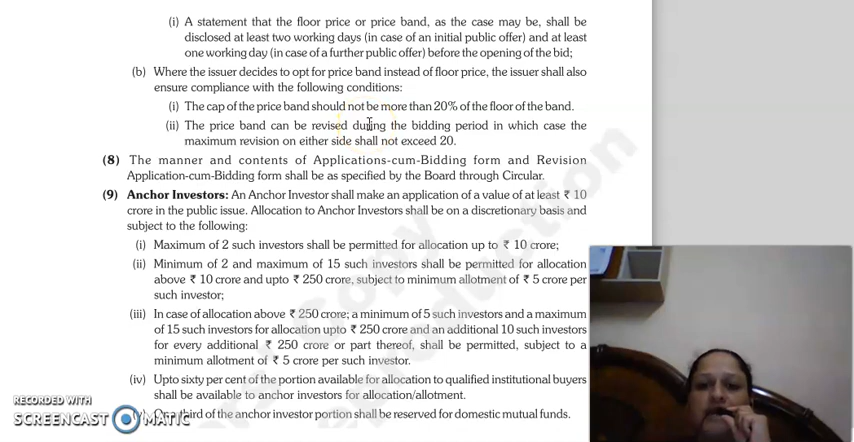 (i) A statement that the floor price or price band, as the case may be, shall be
disclosed at least two working days (in case of an initial public offer) and at least
one working day (in case of a further public offer) before the opening of the bid;
(b) Where the issuer decides to opt for price band instead of floor price, the issuer shall also
ensure compliance with the following conditions:
(i) The cap of the price band should not be more than 20% of the floor of the band.
(ii) The price band can be revised during the bidding period in which case the
maximum revision on either side shall not exceed 20.
(8) The manner and contents of Applications-cum-Bidding form and Revision
Application-cum-Bidding form shall be as specified by the Board through Circular.
(9) Anchor Investors: An Anchor Investor shall make an application of a value of at least ₹ 10
crore in the public issue. Allocation to Anchor Investors shall be on a discretionary basis and
subject to the following:
(i) Maximum of 2 such investors shall be permitted for allocation up to ₹ 10 crore;
(ii) Minimum of 2 and maximum of 15 such investors shall be permitted for allocation
above ₹ 10 crore and upto ₹ 250 crore, subject to minimum allotment of ₹ 5 crore per
such investor;
(iii) In case of allocation above ₹ 250 crore; a minimum of 5 such investors and a maximum
of 15 such investors for allocation upto ₹ 250 crore and an additional 10 such investors
for every additional ₹ 250 crore or part thereof, shall be permitted, subject to a
minimum allotment of ₹ 5 crore per such investor.
(iv) Upto sixty per cent of the portion available for allocation to qualified institutional buyers
shall be available to anchor investors for allocation/allotment.
third of the anchor investor portion shall be reserved for domestic mutual funds.
RECORDED WITH
SCREENCAST MATIC